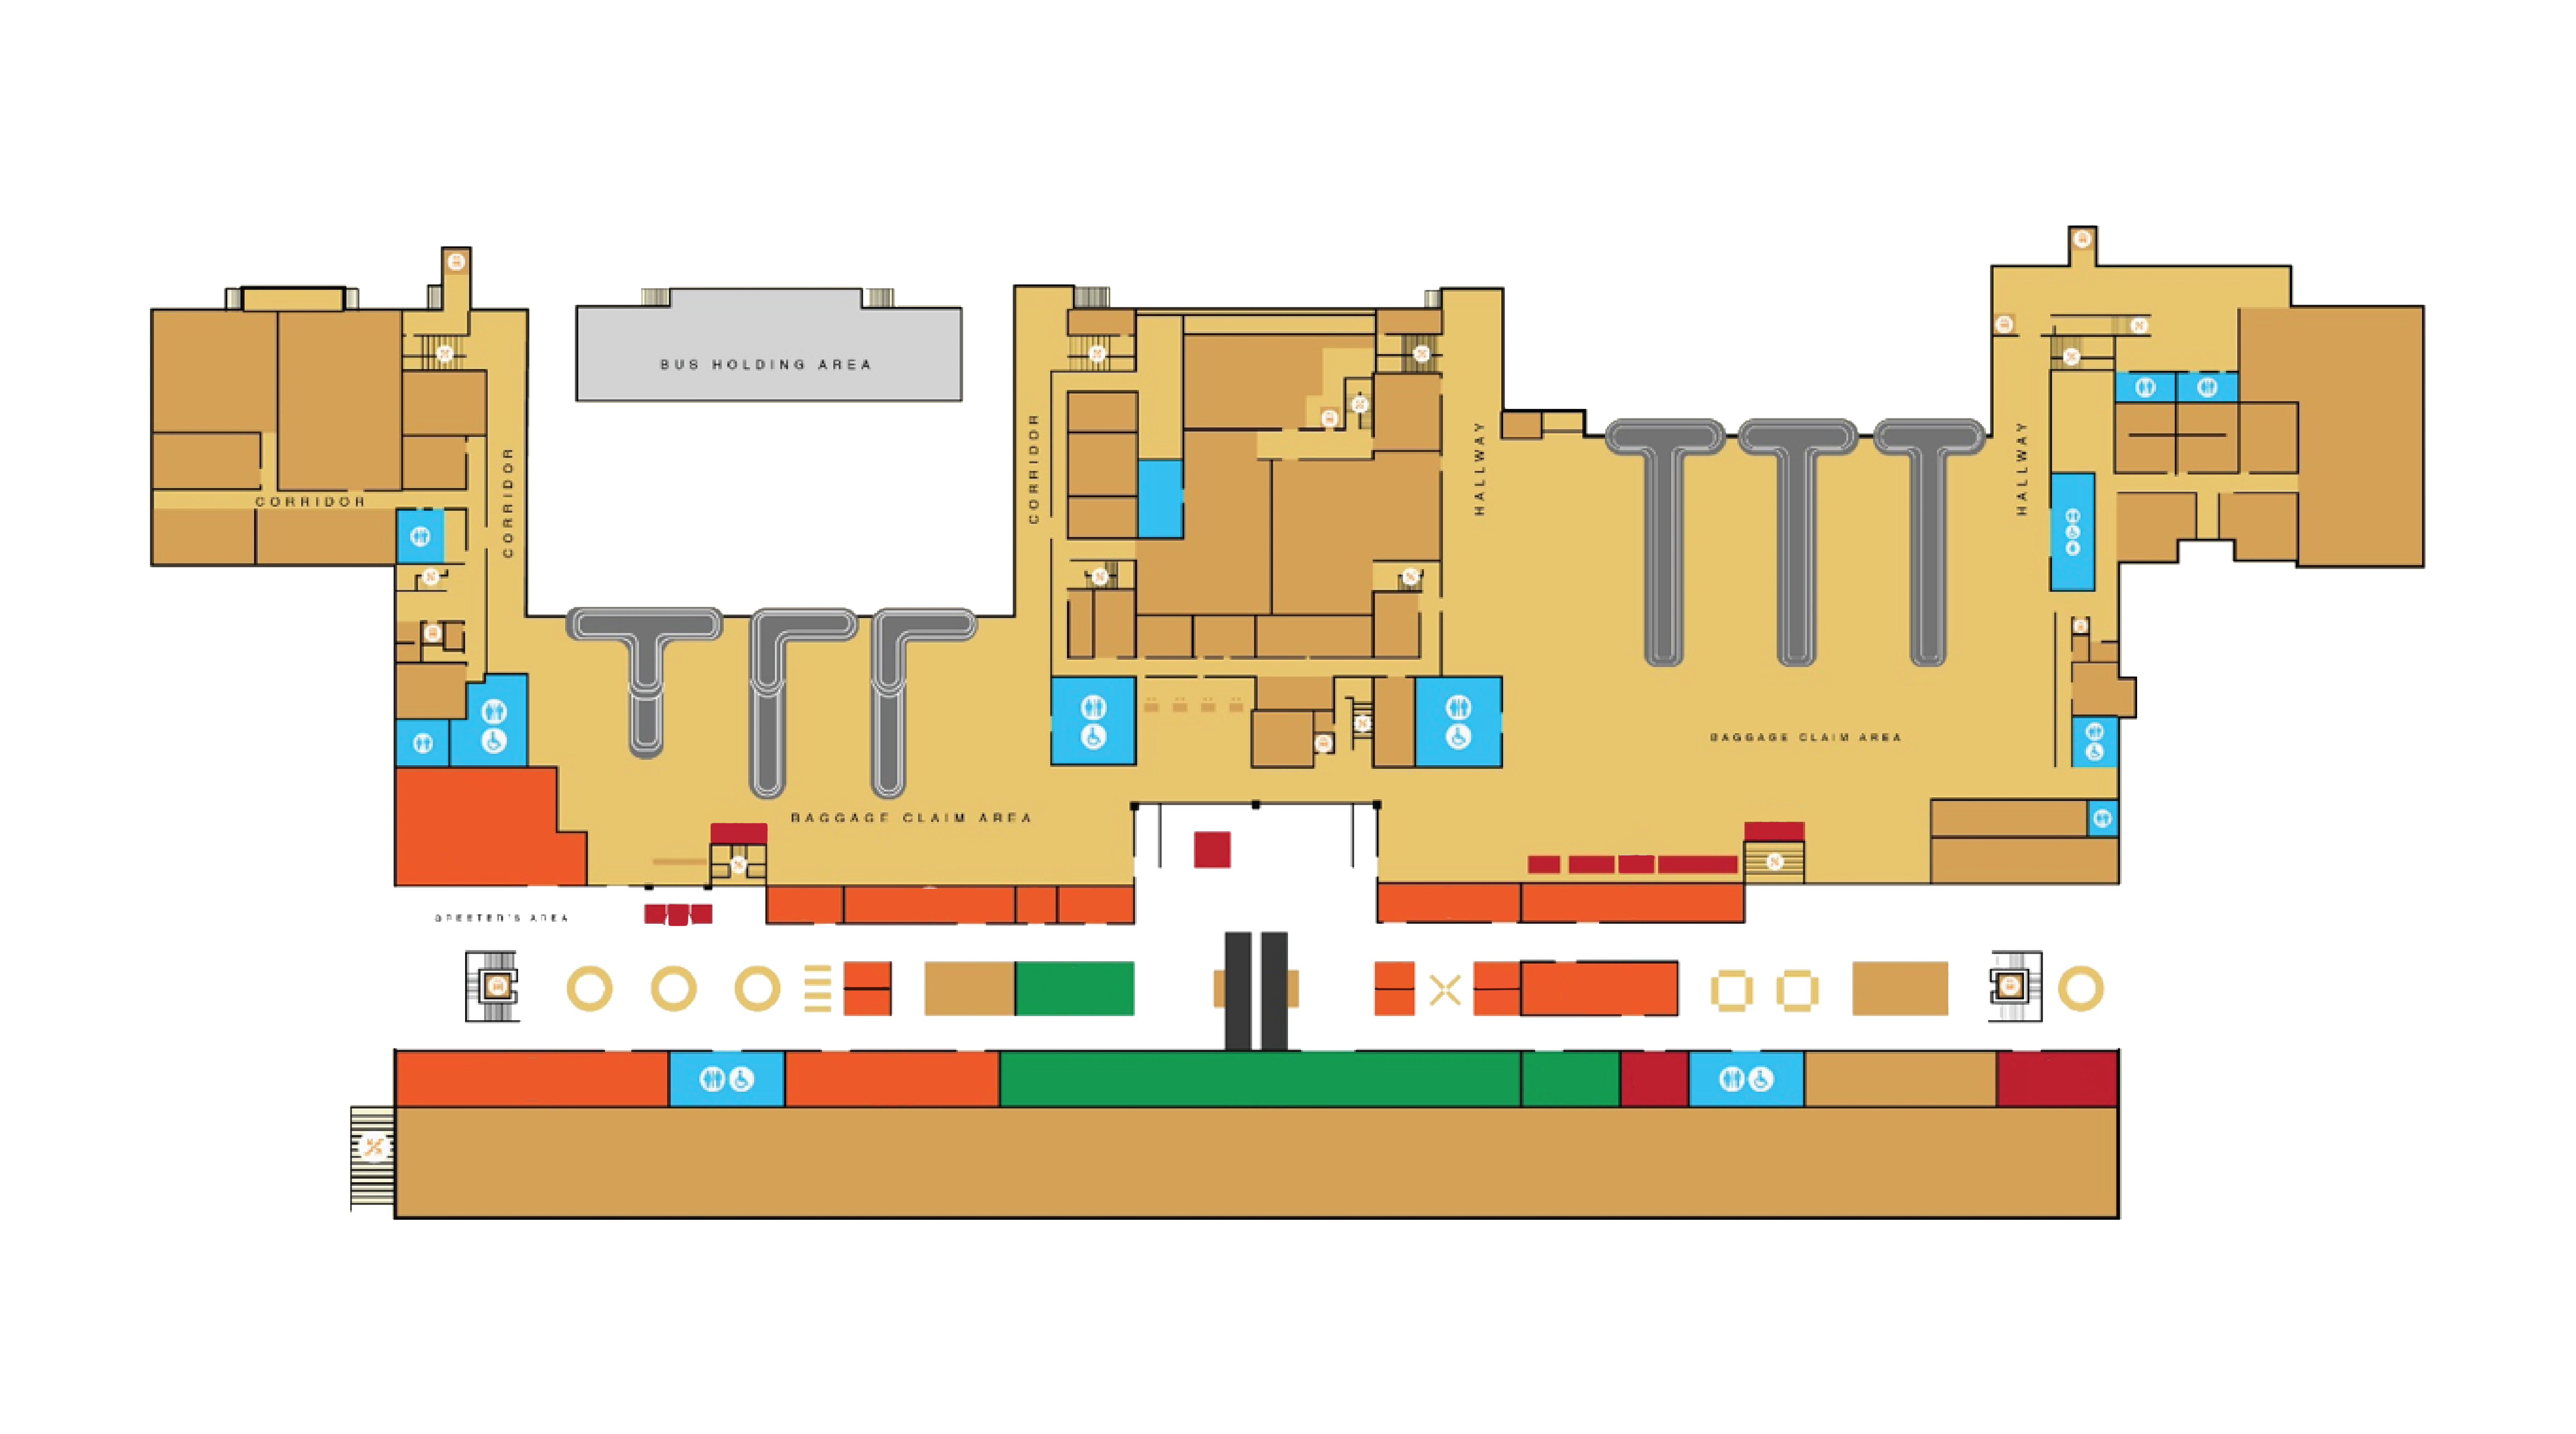 BUS HOLDING AREA
CORRIDOR
CORRIDOR
CORRIDOR
HALLWAY
HALLWAY
BAGGAGE CLAIM AREA
BAGGAGE CLAIM AREA
GREETER'S AREA